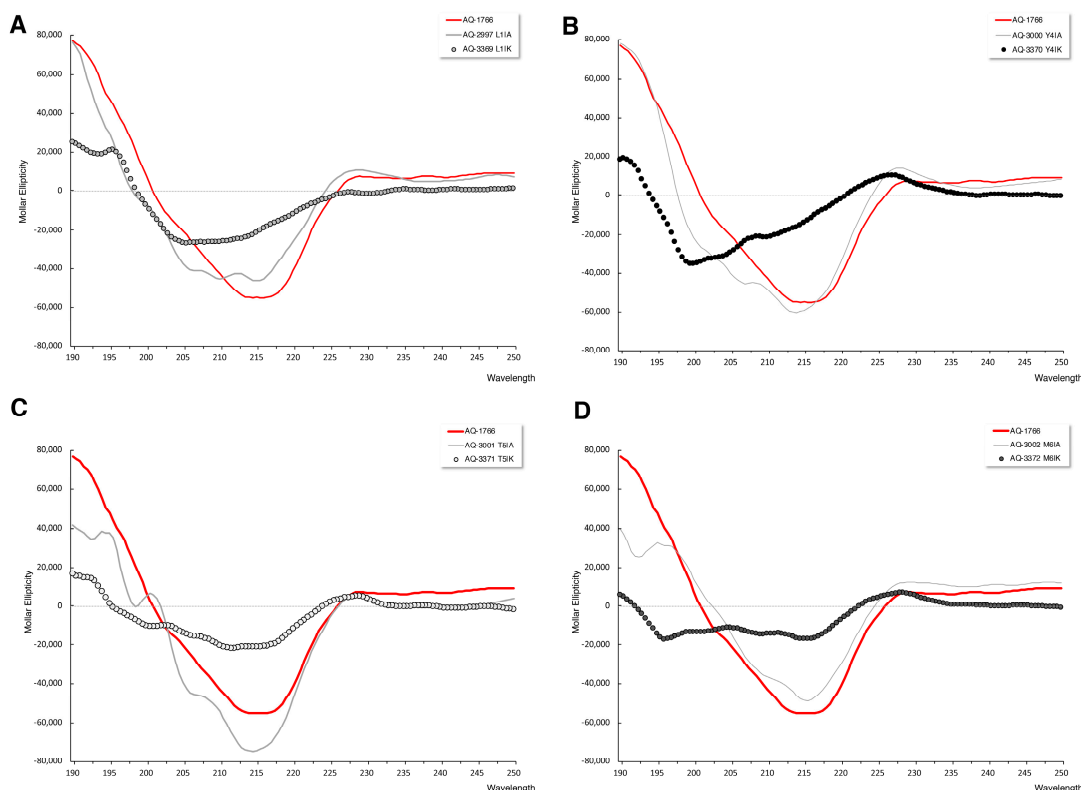 A
AQ-1766
AQ-2997 L1IA
AQ-3369 L1IK
80,000
60,000
40,000
20,000
0
-20,000
-40,000
-60,000
-80,000
Mollar Ellipticity
190 195 200 205 210 215 220 225 230 235 240 245 250
Wavelength
B
AQ-1766
AQ-3000 Y4IA
AQ-3370 Y4IK
80,000
60,000
40,000
20,000
0
-20,000
-40,000
-60,000
-80,000
Mollar Ellipticity
190 195 200 205 210 215 220 225 230 235 240 245 250
Wavelength
C
AQ-1766
AQ-3001 T5IA
AQ-3371 T5IK
80,000
60,000
40,000
20,000
0
-20,000
-40,000
-60,000
-80,000
Mollar Ellipticity
190 195 200 205 210 215 220 225 230 235 240 245 250
Wavelength
D
AQ-1766
AQ-3002 M6IA
AQ-3372 M6IK
80,000
60,000
40,000
20,000
0
-20,000
-40,000
-60,000
-80,000
Mollar Ellipticity
190 195 200 205 210 215 220 225 230 235 240 245 250
Wavelength